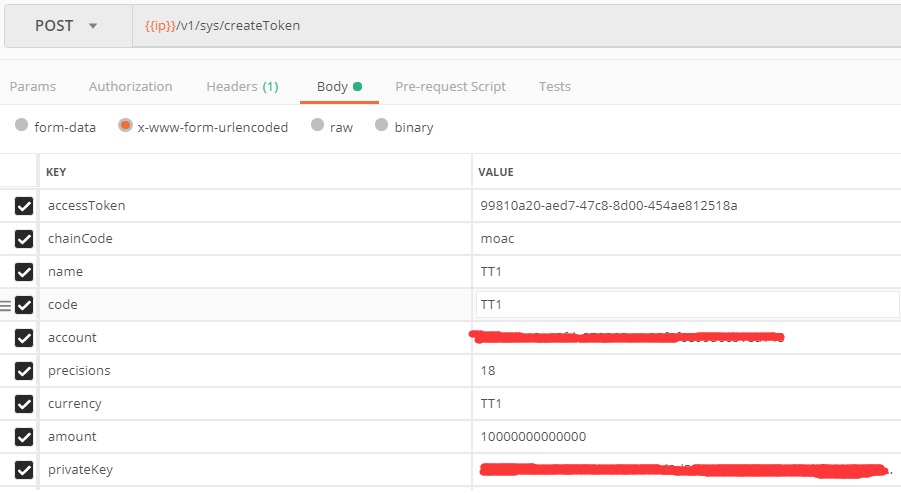 POST {{ip}}/v1/sys/createToken
Params Authorization Headers (1) Body Pre-request Script Tests
form-data x-www-form-urlencoded raw binary
KEY VALUE
accessToken 99810a20-aed7-47c8-8d00-454ae812518a
chainCode moac
name TT1
code TT1
account
precisions 18
currency TT1
amount 10000000000000
privateKey